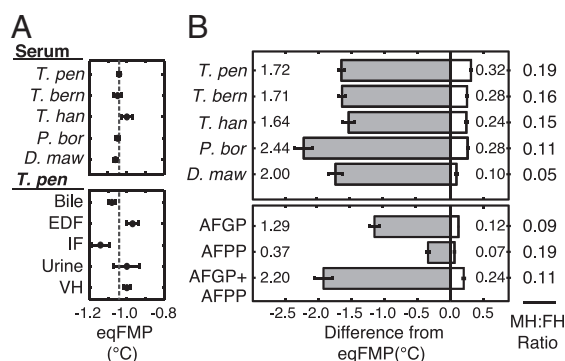 A
B
Serum
T. pen
T. bern
T. han
P. bor
D. maw
T. pen
Bile
EDF
IF
Urine
VH
-1.2 -1.0 -0.8
eqFMP
(°C)
T. pen 1.72 0.32 0.19
T. bern 1.71 0.28 0.16
T. han 1.64 0.24 0.15
P. bor 2.44 0.28 0.11
D. maw 2.00 0.10 0.05
AFGP 1.29 0.12 0.09
AFPP 0.37 0.07 0.19
AFGP+ 2.20 0.24 0.11
AFPP
-2.5 -2.0 -1.5 -1.0 -0.5 0.0 0.5
Difference from
eqFMP(°C)
MH:FH
Ratio